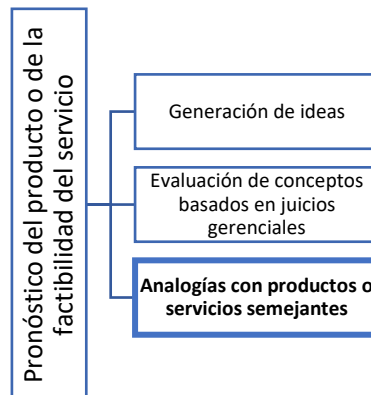 Pronóstico del producto o de la
factibilidad del servicio
Generación de ideas
Evaluación de conceptos
basados en juicios
gerenciales
Analogías con productos o
servicios semejantes